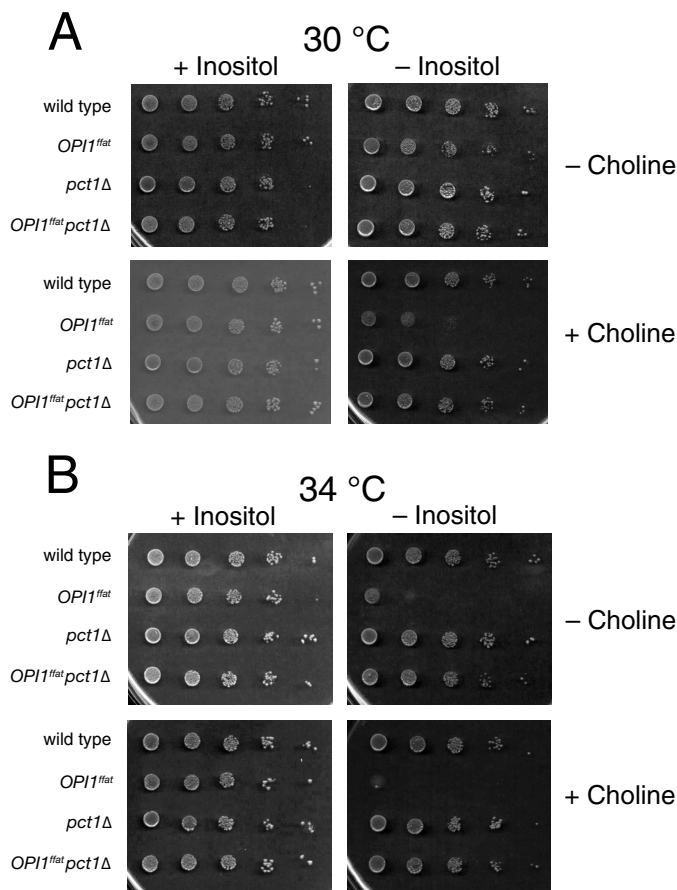 A
30 °C
+ Inositol
– Inositol
wild type
OPI1ffat
pct1Δ
OPI1ffatpct1Δ
– Choline
wild type
OPI1ffat
pct1Δ
OPI1ffatpct1Δ
+ Choline
B
34 °C
+ Inositol
– Inositol
wild type
OPI1ffat
pct1Δ
OPI1ffatpct1Δ
– Choline
wild type
OPI1ffat
pct1Δ
OPI1ffatpct1Δ
+ Choline